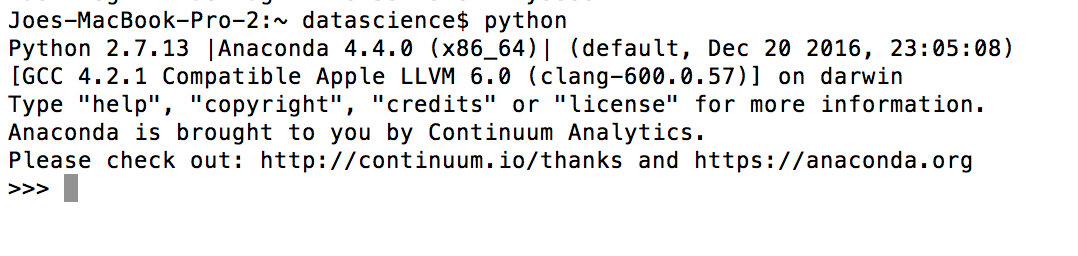 Joes-MacBook-Pro-2:~ datascience$ python
Python 2.7.13 |Anaconda 4.4.0 (x86_64)| (default, Dec 20 2016, 23:05:08)
[GCC 4.2.1 Compatible Apple LLVM 6.0 (clang-600.0.57)] on darwin
Type "help", "copyright", "credits" or "license" for more information.
Anaconda is brought to you by Continuum Analytics.
Please check out: http://continuum.io/thanks and https://anaconda.org
>>>